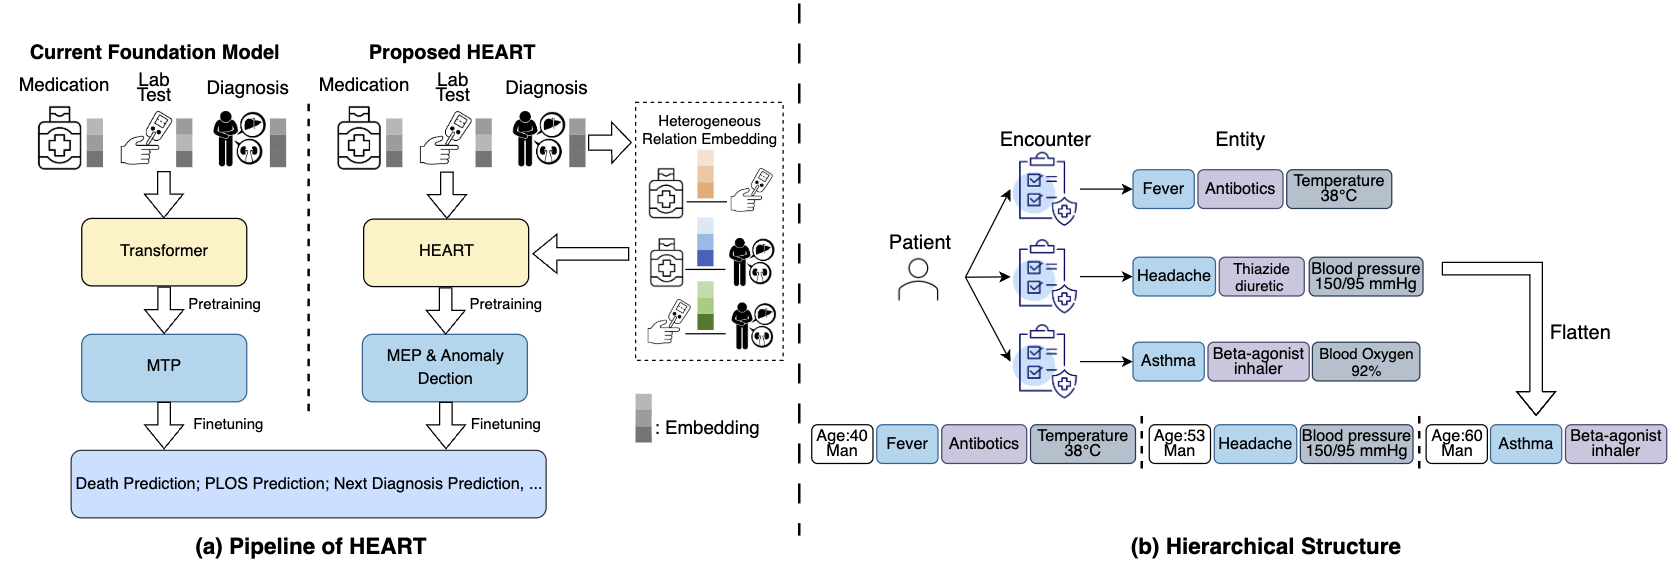 Current Foundation Model
Medication
Lab
Test
Diagnosis
Transformer
Pretraining
MTP
Finetuning
Proposed HEART
Medication
Lab
Test
Diagnosis
HEART
Pretraining
MEP & Anomaly
Dection
Finetuning
Heterogeneous
Relation Embedding
: Embedding
Death Prediction; PLOS Prediction; Next Diagnosis Prediction, ...
(a) Pipeline of HEART
Encounter
Entity
Patient
Fever
Antibotics
Temperature
38°C
Headache
Thiazide
diuretic
Blood pressure
150/95 mmHg
Asthma
Beta-agonist
inhaler
Blood Oxygen
92%
Flatten
Age:40
Man
Fever
Antibotics
Temperature
38°C
Age:53
Man
Headache
Blood pressure
150/95 mmHg
Age:60
Man
Asthma
Beta-agonist
inhaler
(b) Hierarchical Structure